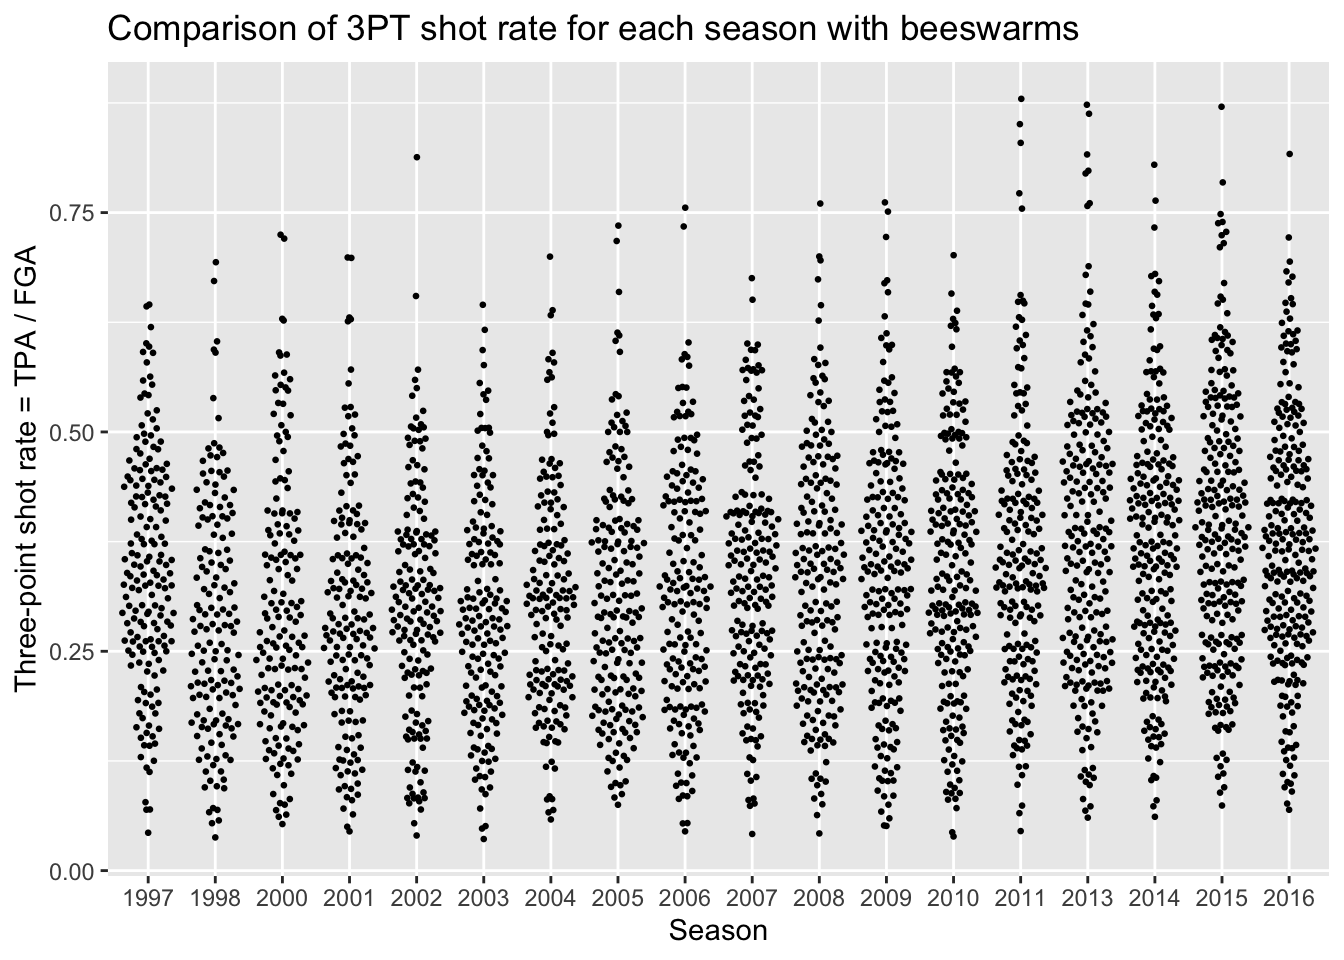 Comparison of 3PT shot rate for each season with beeswarms
Three-point shot rate = TPA / FGA
0.75
0.50
0.25
0.00
1997 1998 2000 2001 2002 2003 2004 2005 2006 2007 2008 2009 2010 2011 2013 2014 2015 2016
Season